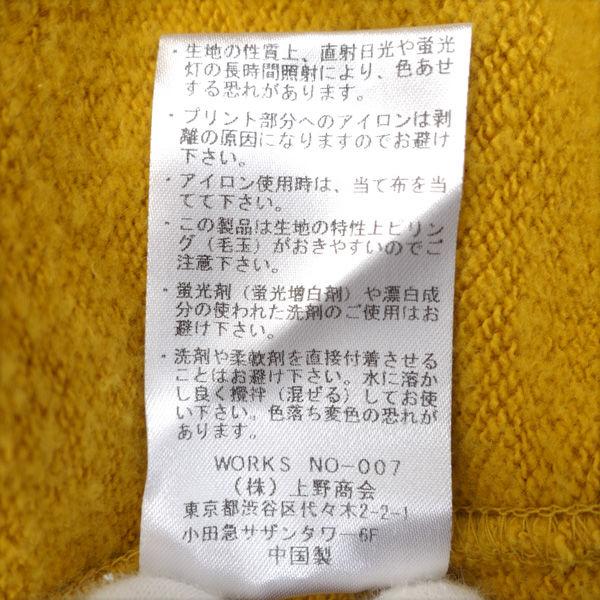 ・生地の性質上、直射日光や蛍光
灯の長時間照射により、色あせ
する恐れがあります。
・プリント部分へのアイロンは剥
離の原因になりますのでお避け
下さい。
・アイロン使用時は、当て布を当
てて下さい。
・この製品は生地の特性上ピリン
グ（毛玉）がおきやすいのでご
注意下さい。
・蛍光剤（蛍光増白剤）や漂白成
分の使われた洗剤のご使用はお
避け下さい。
・洗剤や柔軟剤を直接付着させる
ことはお避け下さい。水に溶かし
良く攪拌（混ぜる）してお使
い下さい。色落ち変色の恐れが
あります。
WORKS NO-007
（株）上野商会
東京都渋谷区代々木2-2-1
小田急サザンタワー6F
中国製